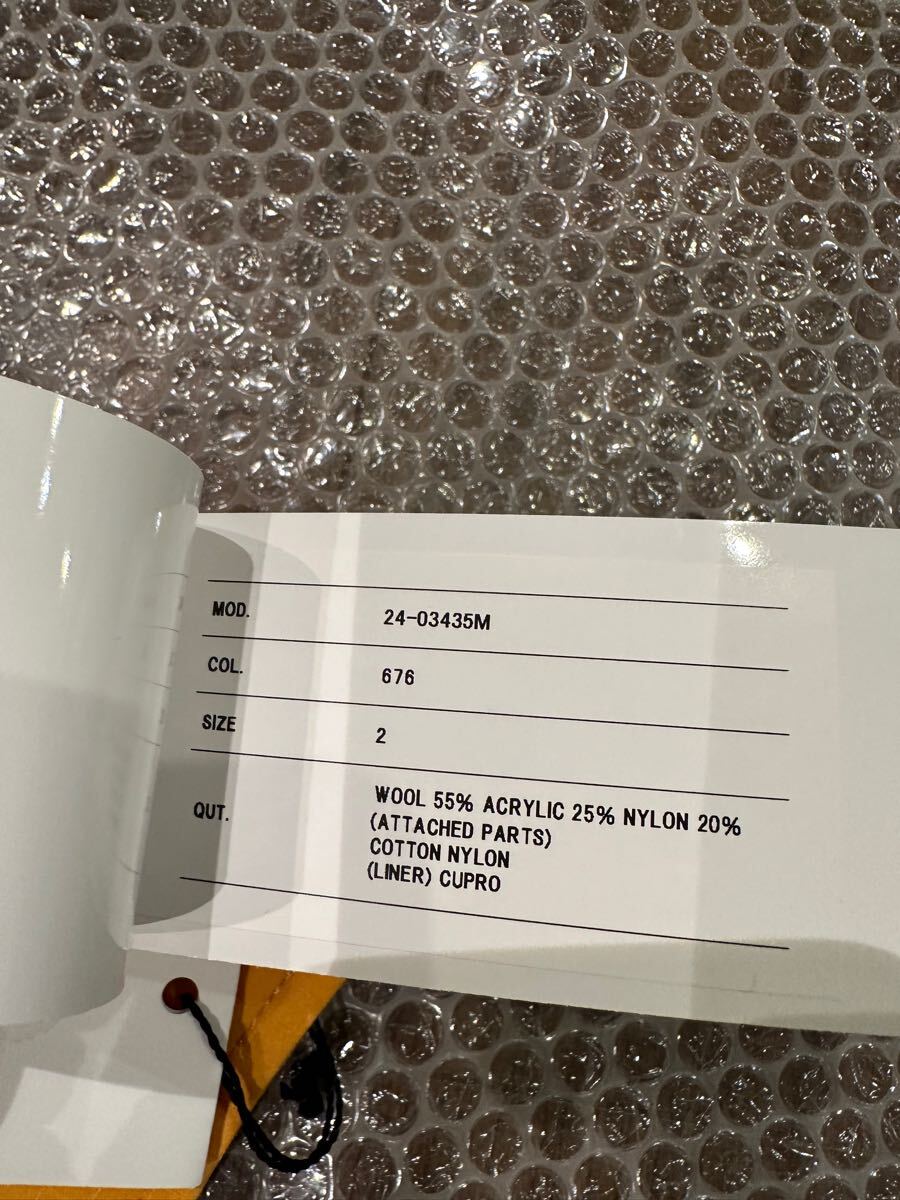 MOD. 24-03435M
COL. 676
SIZE 2
QUT. WOOL 55% ACRYLIC 25% NYLON 20%
(ATTACHED PARTS)
COTTON NYLON
(LINER) CUPRO